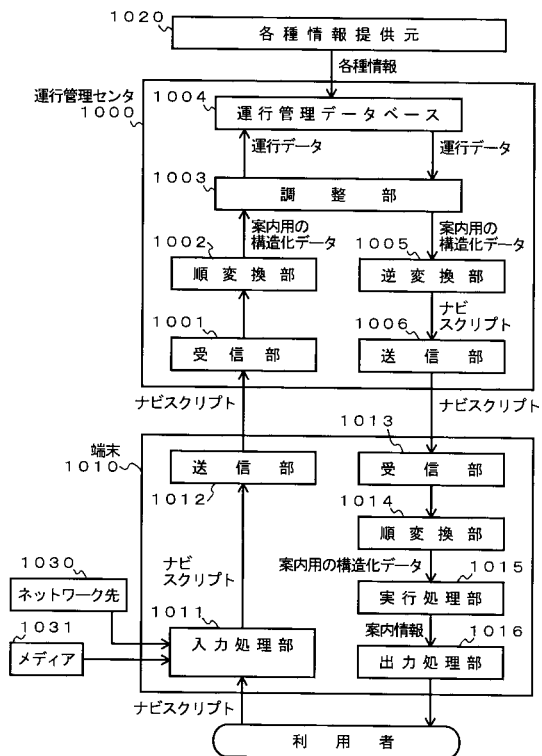 1020
各種情報提供元
各種情報
運行管理センタ
1000
1004
運行管理データベース
運行データ
運行データ
1003
調整部
案内用の
構造化データ
案内用の
構造化データ
1002
順変換部
1005
逆変換部
ナビ
スクリプト
1001
受信部
1006
送信部
ナビスクリプト
ナビスクリプト
端末
1010
送信部
1012
1013
受信部
1014
順変換部
案内用の構造化データ
1015
実行処理部
案内情報
1016
出力処理部
ナビ
スクリプト
1030
ネットワーク先
1011
入力処理部
1031
メディア
ナビスクリプト
利用者